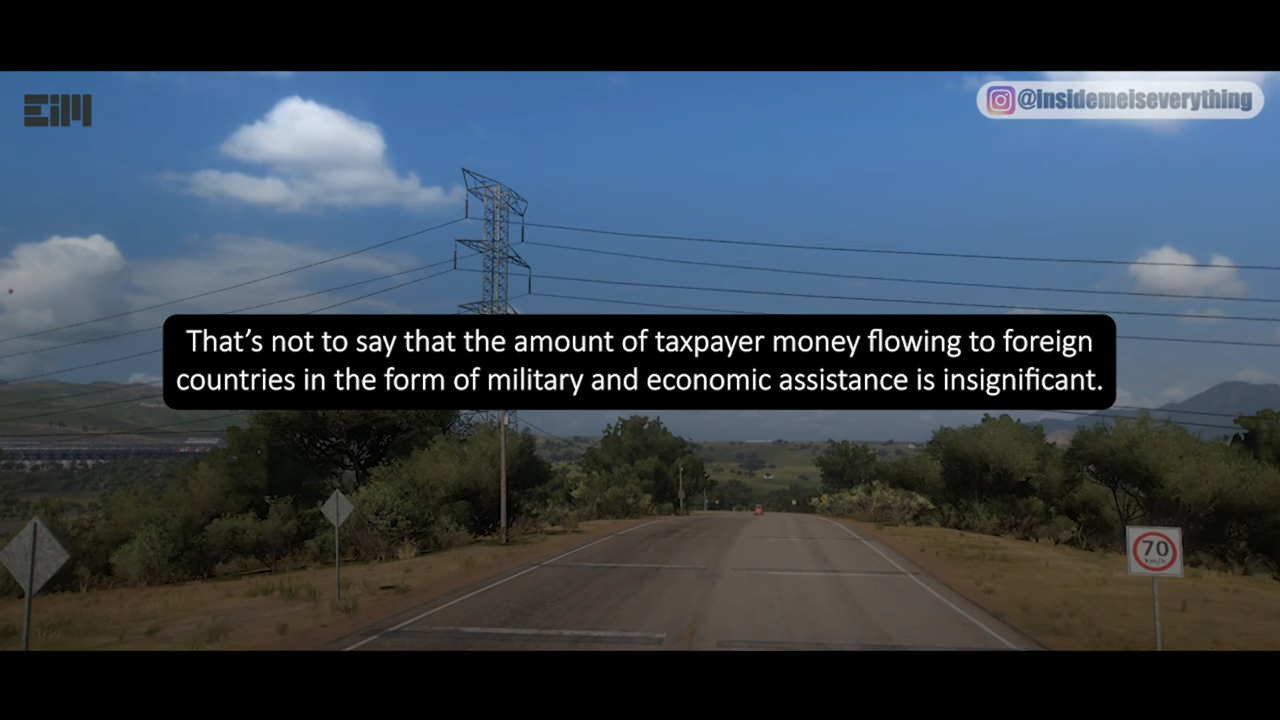 EiM
@insidemeiseverything
That’s not to say that the amount of taxpayer money flowing to foreign
countries in the form of military and economic assistance is insignificant.
70
km/h